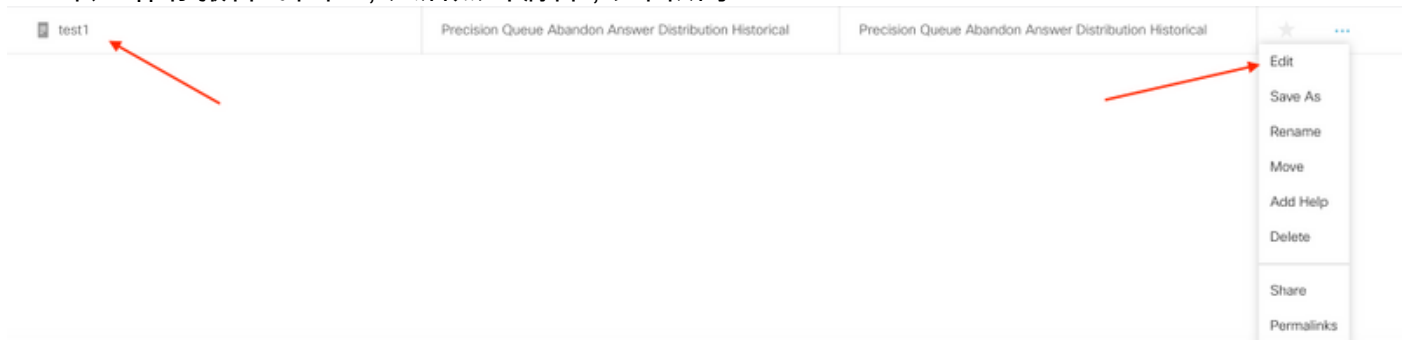 test1 Precision Queue Abandon Answer Distribution Historical Precision Queue Abandon Answer Distribution Historical
Edit
Save As
Rename
Move
Add Help
Delete
Share
Permalinks